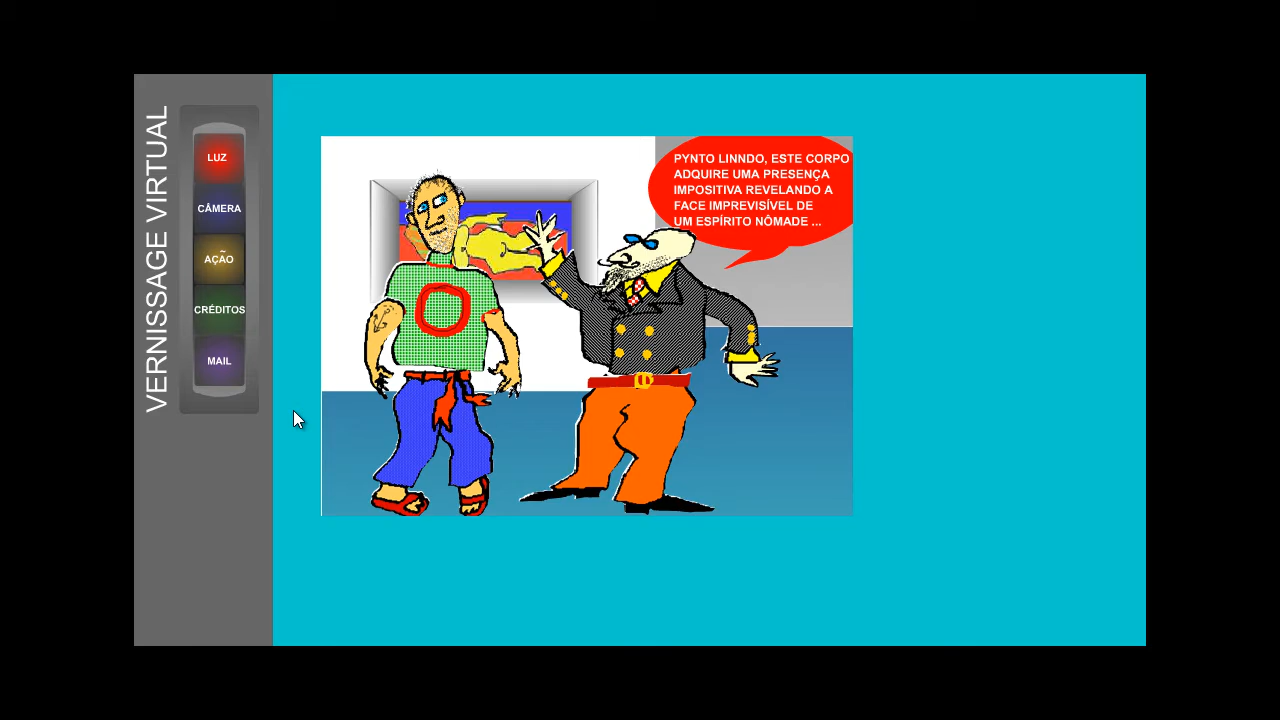 VERNISSAGE VIRTUAL
LUZ
CÂMERA
AÇÃO
CRÉDITOS
MAIL
PYNTO LINNDO, ESTE CORPO
ADQUIRE UMA PRESENÇA
IMPOSITIVA REVELANDO A
FACE IMPREVISÍVEL DE
UM ESPÍRITO NÔMADE ...